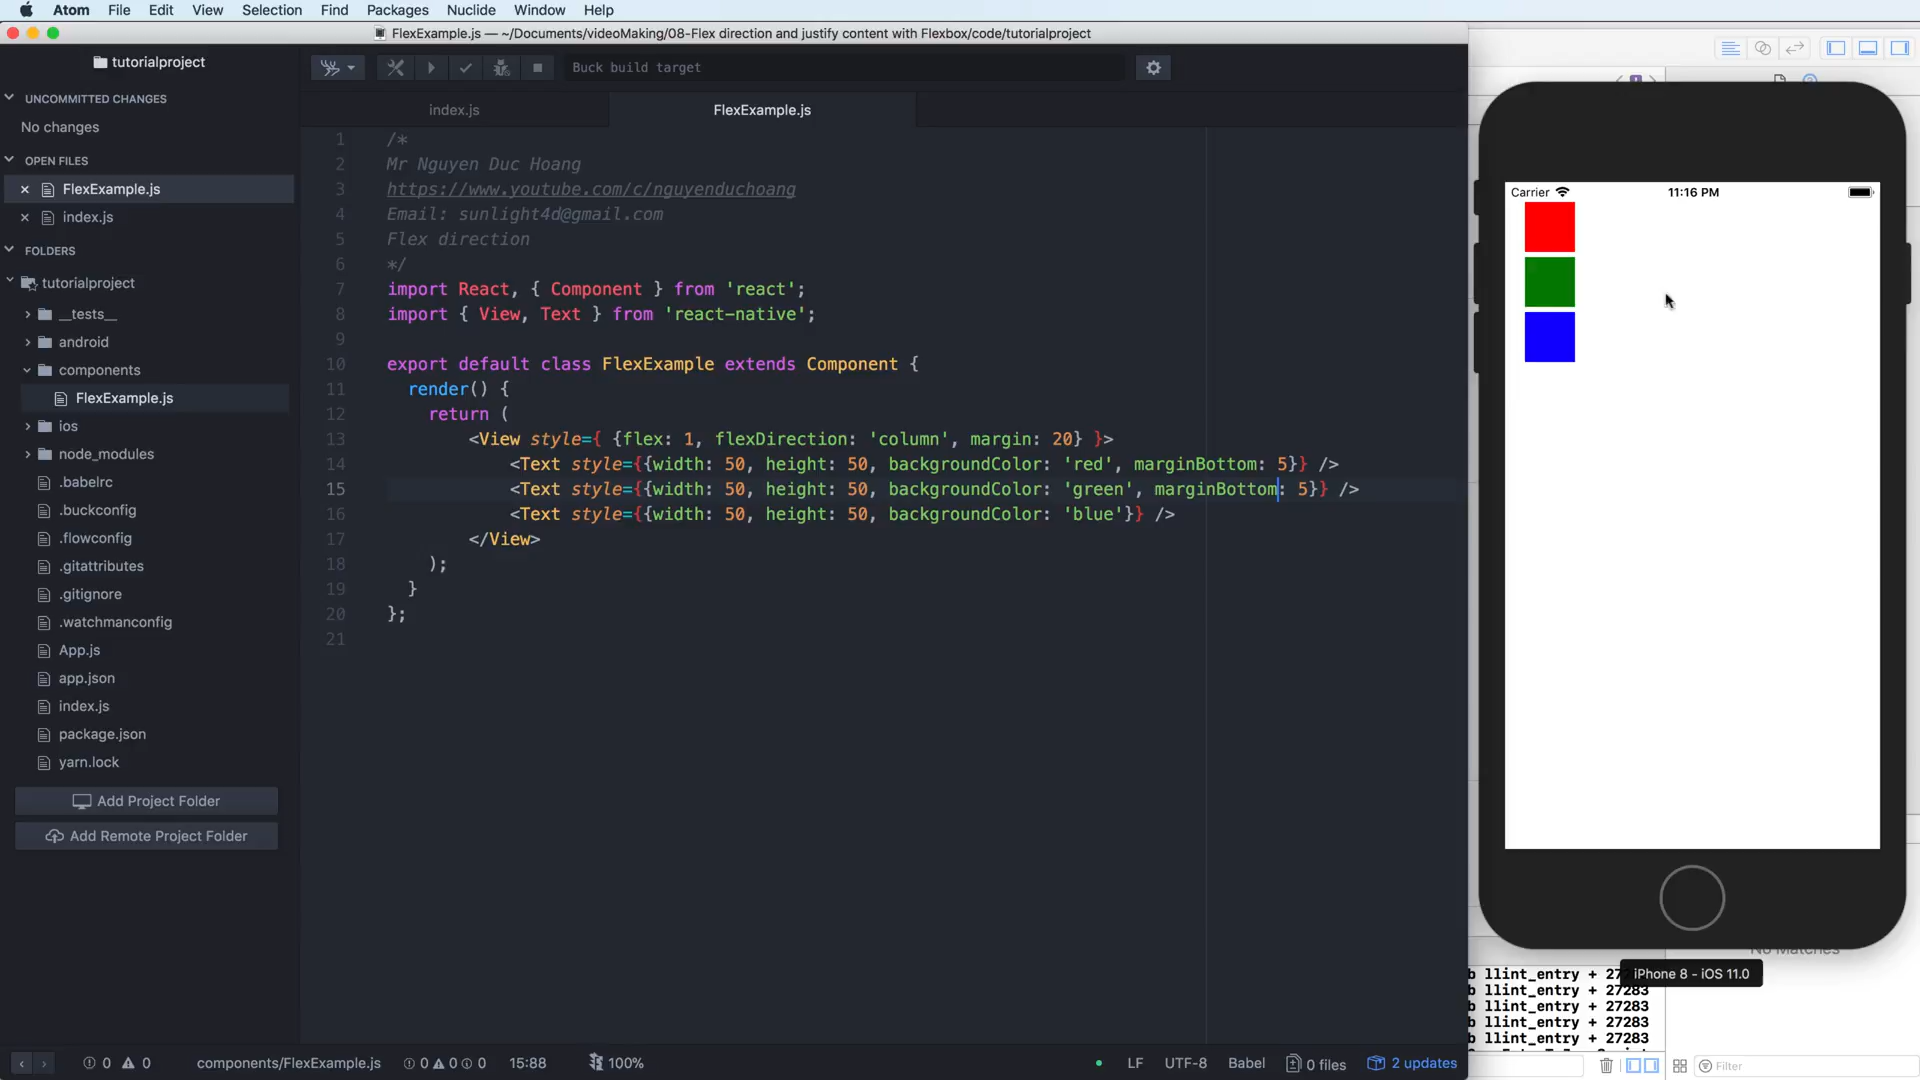 Atom File Edit View Selection Find Packages Nuclide Window Help
FlexExample.js — ~/Documents/videoMaking/08-Flex direction and justify content with Flexbox/code/tutorialproject
tutorialproject
UNCOMMITTED CHANGES
No changes
OPEN FILES
FlexExample.js
index.js
FOLDERS
tutorialproject
__tests__
android
components
FlexExample.js
ios
node_modules
.babelrc
.buckconfig
.flowconfig
.gitattributes
.gitignore
.watchmanconfig
App.js
app.json
index.js
package.json
yarn.lock
Add Project Folder
Add Remote Project Folder
Buck build target
index.js FlexExample.js
1 /*
2 Mr Nguyen Duc Hoang
3 https://www.youtube.com/c/nguyenduchoang
4 Email: sunlight4d@gmail.com
5 Flex direction
6 */
7 import React, { Component } from 'react';
8 import { View, Text } from 'react-native';
9
10 export default class FlexExample extends Component {
11 render() {
12 return (
13 <View style={ {flex: 1, flexDirection: 'column', margin: 20} }>
14 <Text style={{width: 50, height: 50, backgroundColor: 'red', marginBottom: 5}} />
15 <Text style={{width: 50, height: 50, backgroundColor: 'green', marginBottom: 5}} />
16 <Text style={{width: 50, height: 50, backgroundColor: 'blue'}} />
17 </View>
18 );
19 }
20 };
21
Carrier 11:16 PM
iPhone 8 - iOS 11.0
b llint_entry + 27
b llint_entry + 27283
b llint_entry + 27283
b llint_entry + 27283
b llint_entry + 27283
Filter
0 0 components/FlexExample.js 0 0 0 15:88 100% LF UTF-8 Babel 0 files 2 updates